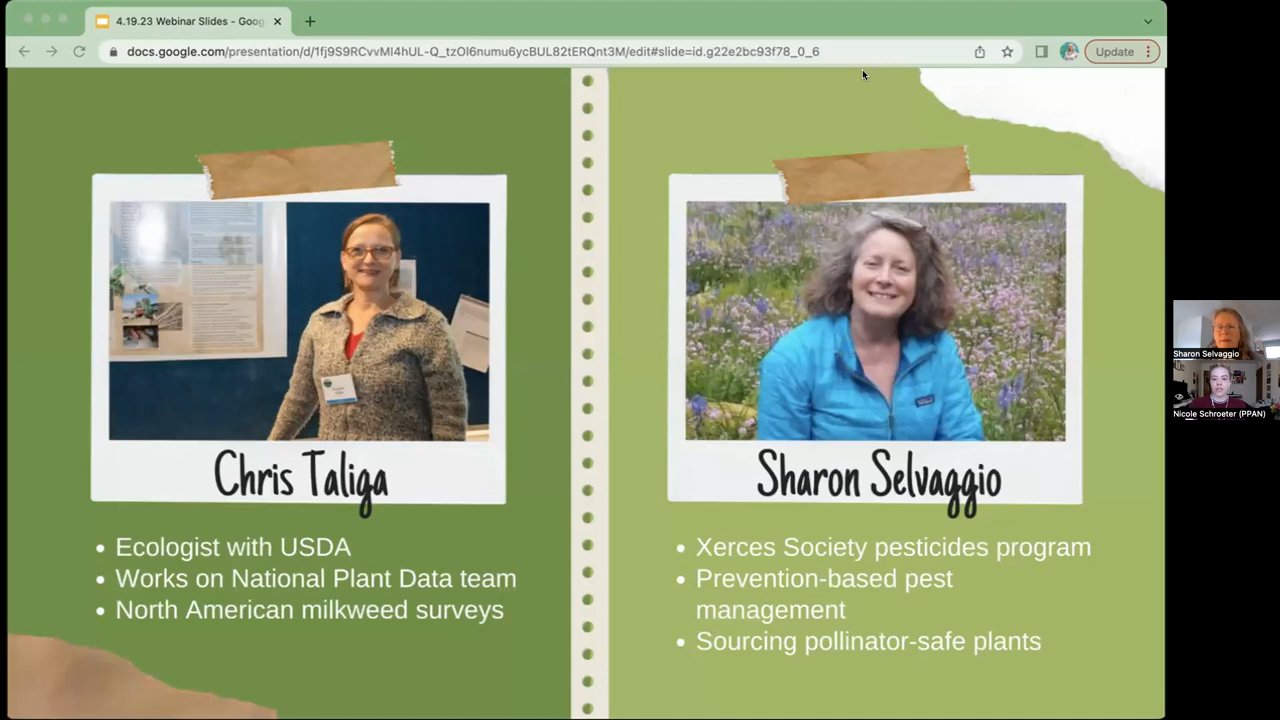 4.19.23 Webinar Slides - Goog
docs.google.com/presentation/d/1fj9S9RCvvMI4hUL-Q_tzOl6numu6ycBUL82tERQnt3M/edit#slide=id.g22e2bc93f78_0_6
Update
Chris Taliga
• Ecologist with USDA
• Works on National Plant Data team
• North American milkweed surveys
Sharon Selvaggio
• Xerces Society pesticides program
• Prevention-based pest
management
• Sourcing pollinator-safe plants
Sharon Selvaggio
Nicole Schroeter (PPAN)